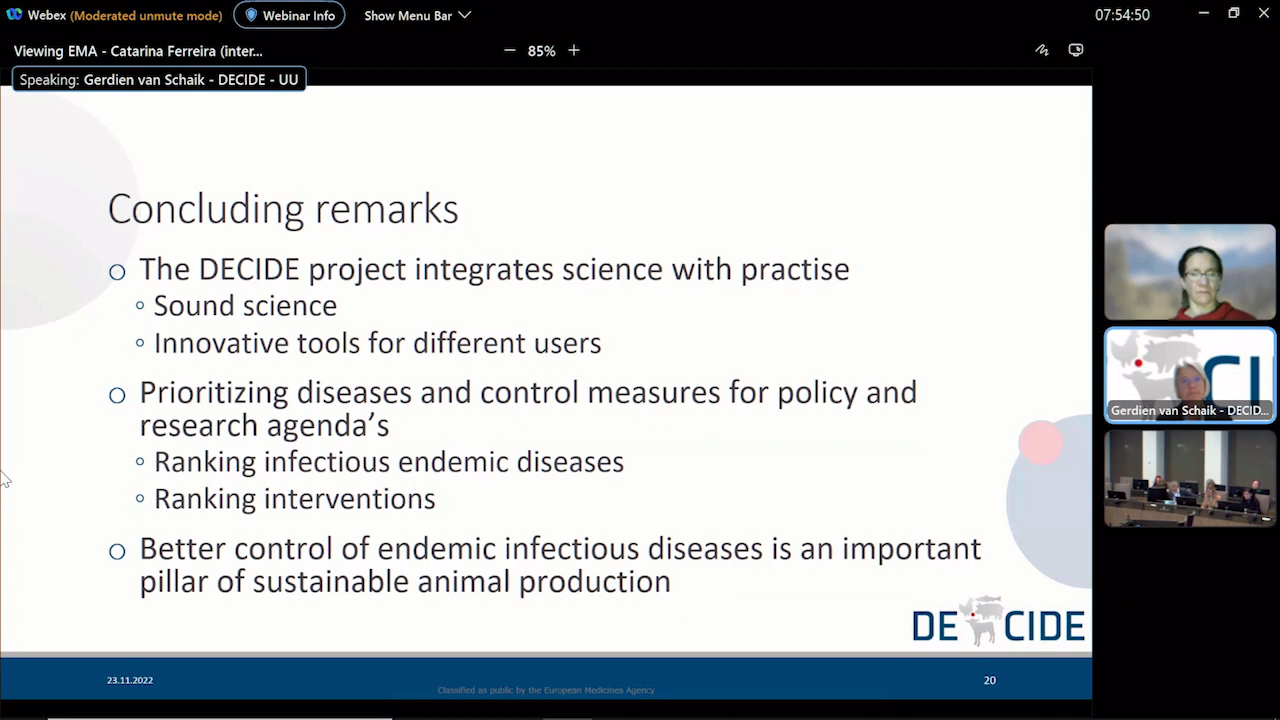 Webex (Moderated unmute mode) Webinar Info Show Menu Bar 07:54:50
Viewing EMA - Catarina Ferreira (inter... 85%
Speaking: Gerdien van Schaik - DECIDE - UU
Concluding remarks
The DECIDE project integrates science with practise
Sound science
Innovative tools for different users
Prioritizing diseases and control measures for policy and
research agenda’s
Ranking infectious endemic diseases
Ranking interventions
Better control of endemic infectious diseases is an important
pillar of sustainable animal production
DE CIDE
23.11.2022
Classified as public by the European Medicines Agency
20
CI
Gerdien van Schaik - DECID...